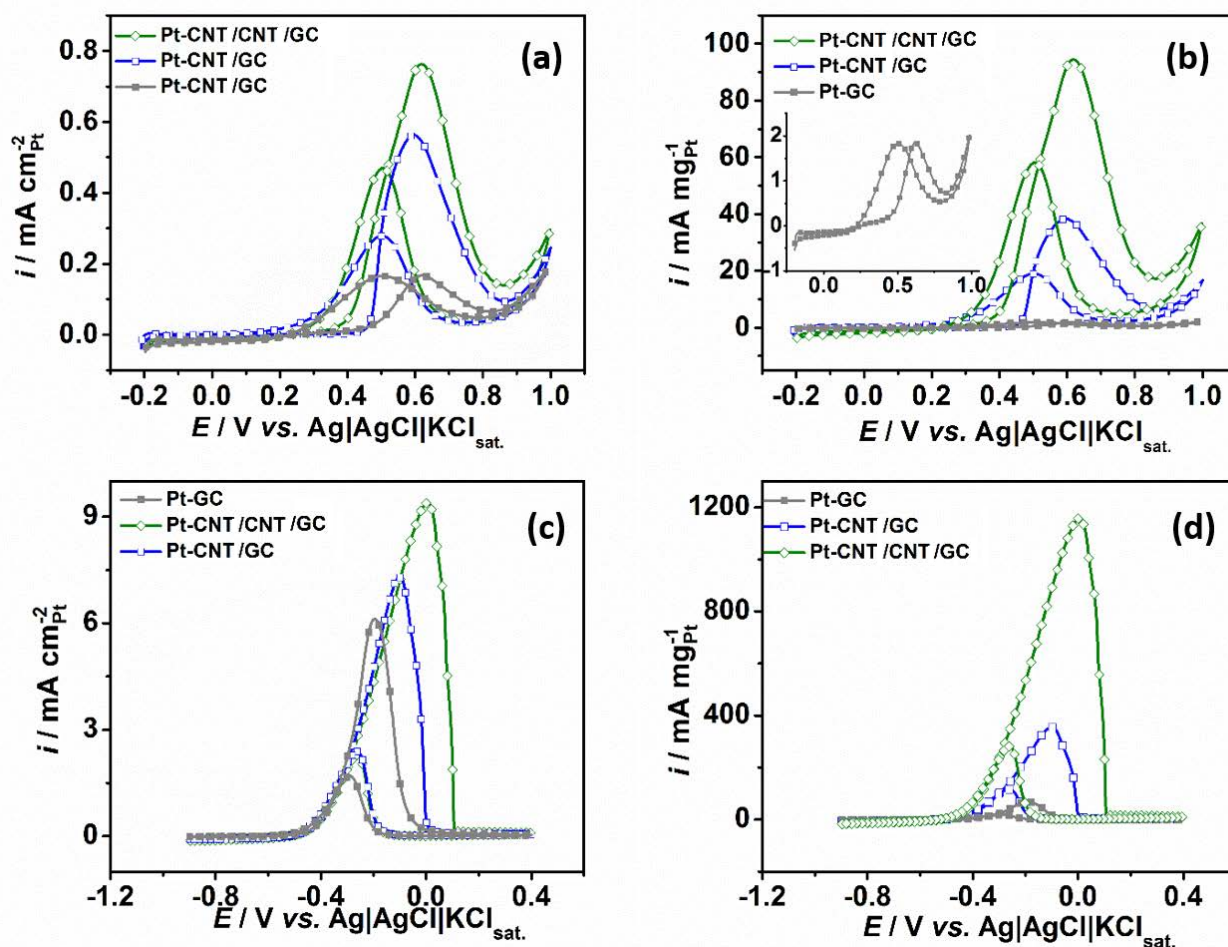 Pt-CNT /CNT /GC
Pt-CNT /GC
Pt-CNT /GC
(a)
i / mA cm-2Pt
0.8
0.6
0.4
0.2
0.0
-0.2 0.0 0.2 0.4 0.6 0.8 1.0
E / V vs. Ag|AgCl|KClsat.
Pt-CNT /CNT /GC
Pt-CNT /GC
Pt-GC
(b)
i / mA mg-1Pt
100
80
60
40
20
0
2
1
0
1
0.0 0.5 1.0
-0.2 0.0 0.2 0.4 0.6 0.8 1.0
E / V vs. Ag|AgCl|KClsat.
Pt-GC
Pt-CNT /CNT /GC
Pt-CNT /GC
(c)
i / mA cm-2Pt
9
6
3
0
-1.2 -0.8 -0.4 0.0 0.4
E / V vs. Ag|AgCl|KClsat.
Pt-GC
Pt-CNT /GC
Pt-CNT /CNT /GC
(d)
i / mA mg-1Pt
1200
800
400
0
-1.2 -0.8 -0.4 0.0 0.4
E / V vs. Ag|AgCl|KClsat.